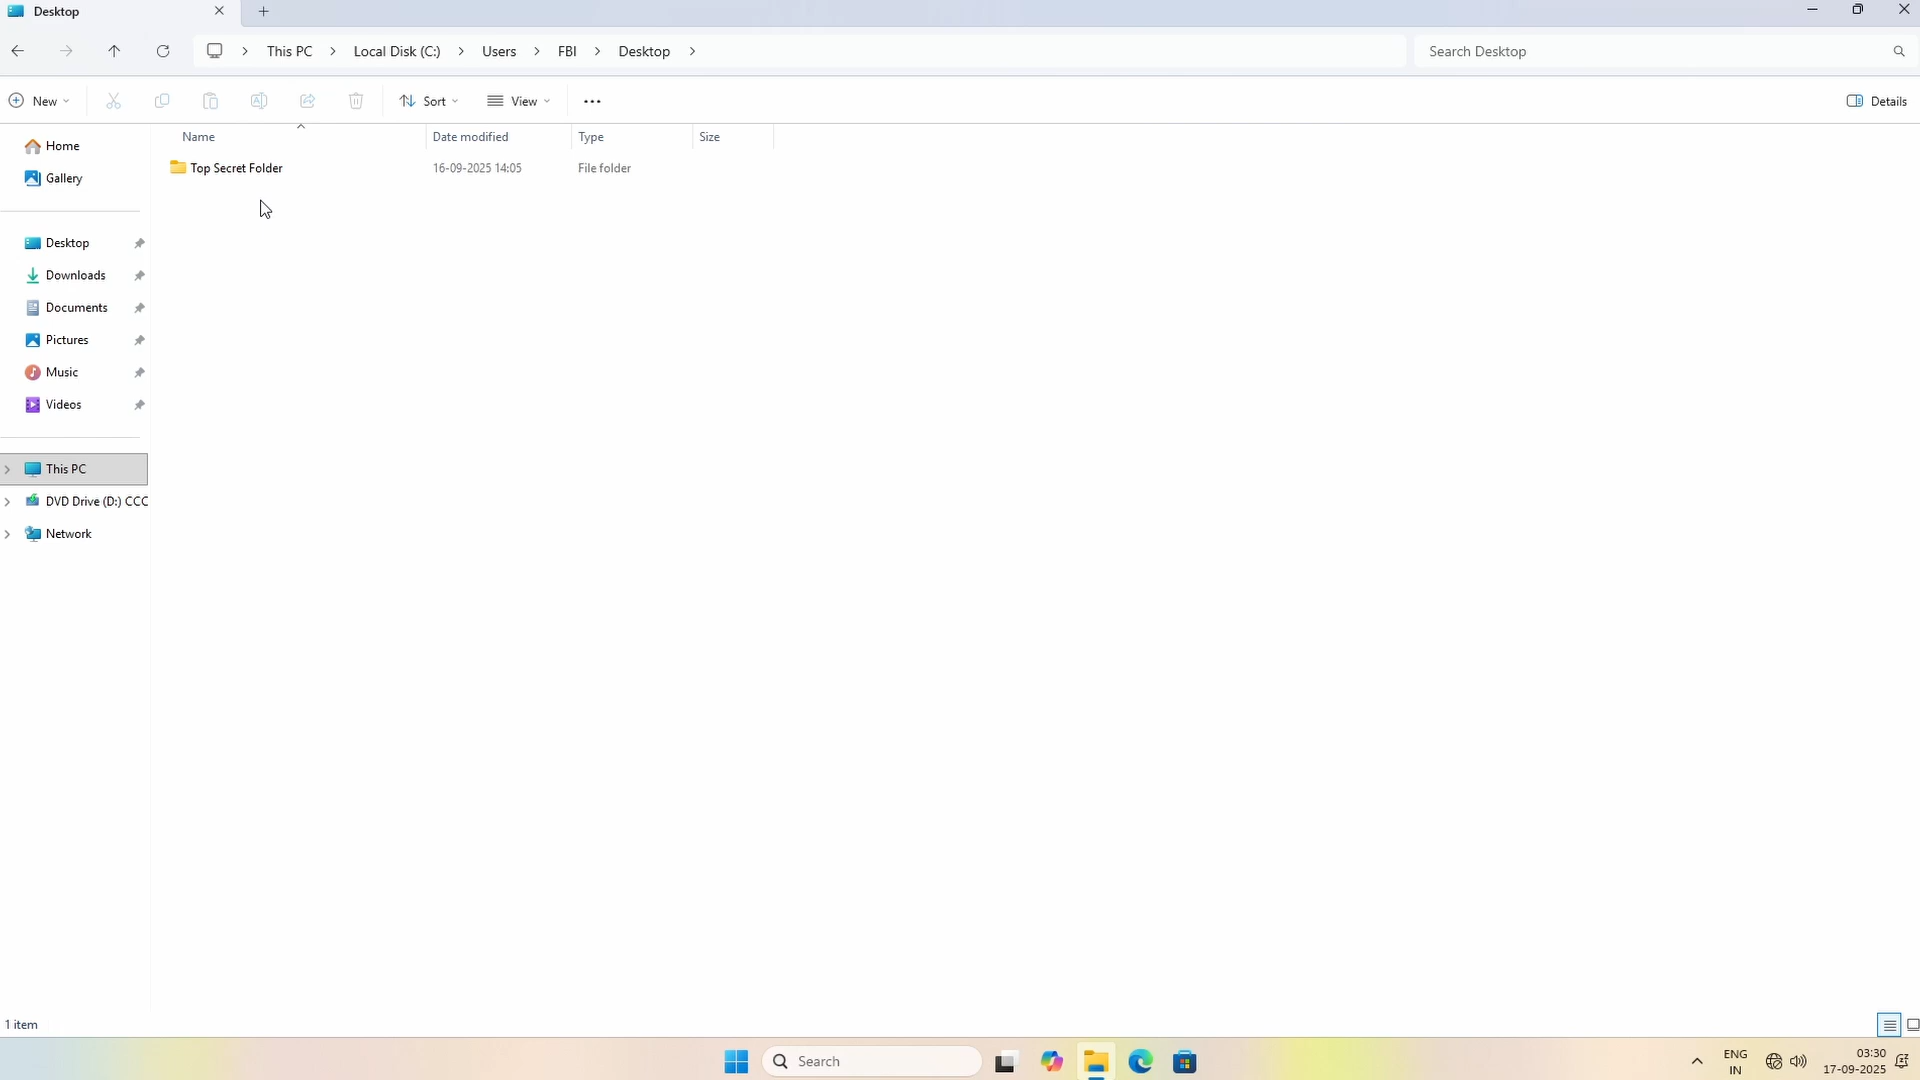 Desktop
This PC > Local Disk (C:) > Users > FBI > Desktop >
Search Desktop
New
Sort
View
Details
Name
Date modified
Type
Size
Home
Gallery
Top Secret Folder
16-09-2025 14:05
File folder
Desktop
Downloads
Documents
Pictures
Music
Videos
This PC
DVD Drive (D:) CCC
Network
1 item
Search
ENG
IN
03:30
17-09-2025